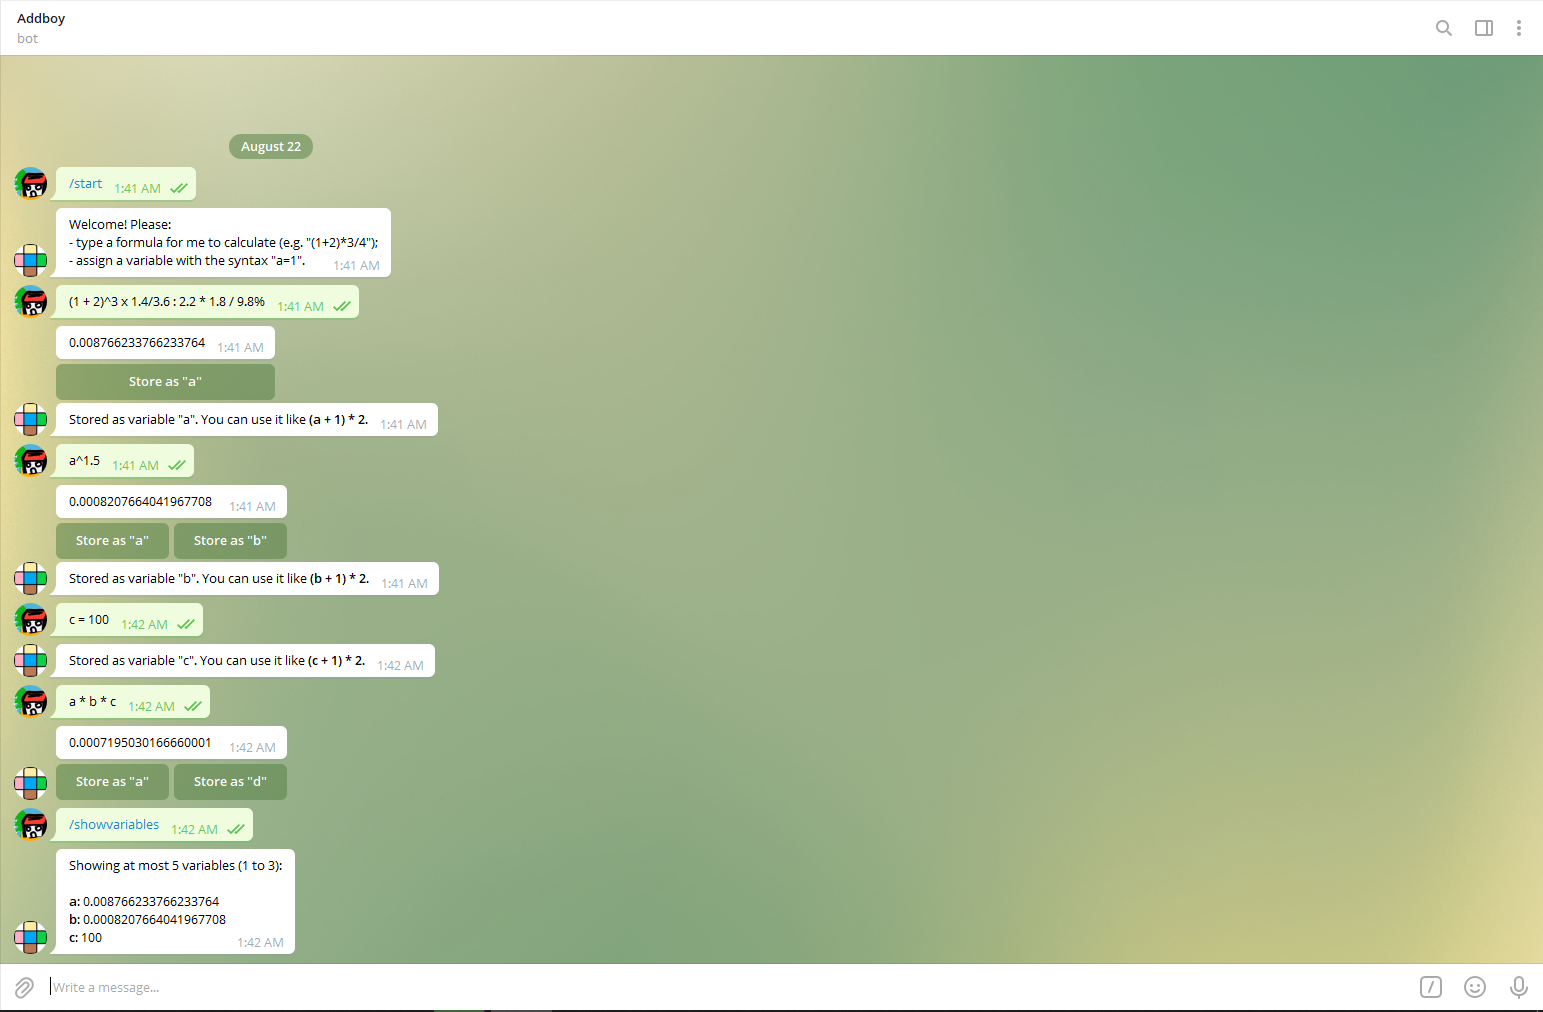 Addboy
bot
August 22
/start 1:41 AM
Welcome! Please:
- type a formula for me to calculate (e.g. "(1+2)*3/4");
- assign a variable with the syntax "a=1". 1:41 AM
(1 + 2)^3 x 1.4/3.6 : 2.2 * 1.8 / 9.8% 1:41 AM
0.008766233766233764 1:41 AM
Store as "a"
Stored as variable "a". You can use it like (a + 1) * 2. 1:41 AM
a^1.5 1:41 AM
0.0008207664041967708 1:41 AM
Store as "a" Store as "b"
Stored as variable "b". You can use it like (b + 1) * 2. 1:41 AM
c = 100 1:42 AM
Stored as variable "c". You can use it like (c + 1) * 2. 1:42 AM
a * b * c 1:42 AM
0.0007195030166660001 1:42 AM
Store as "a" Store as "d"
/showvariables 1:42 AM
Showing at most 5 variables (1 to 3):
a: 0.008766233766233764
b: 0.0008207664041967708
c: 100 1:42 AM
Write a message...